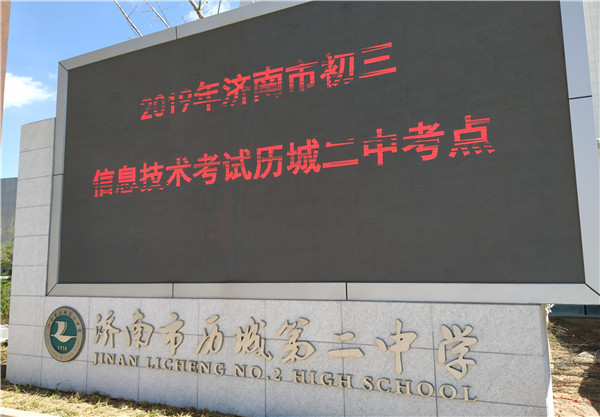 2019年济南市初三
信息技术考试历城二中考点
济南市历城第二中学
JINAN LICHENG NO.2 HIGH SCHOOL